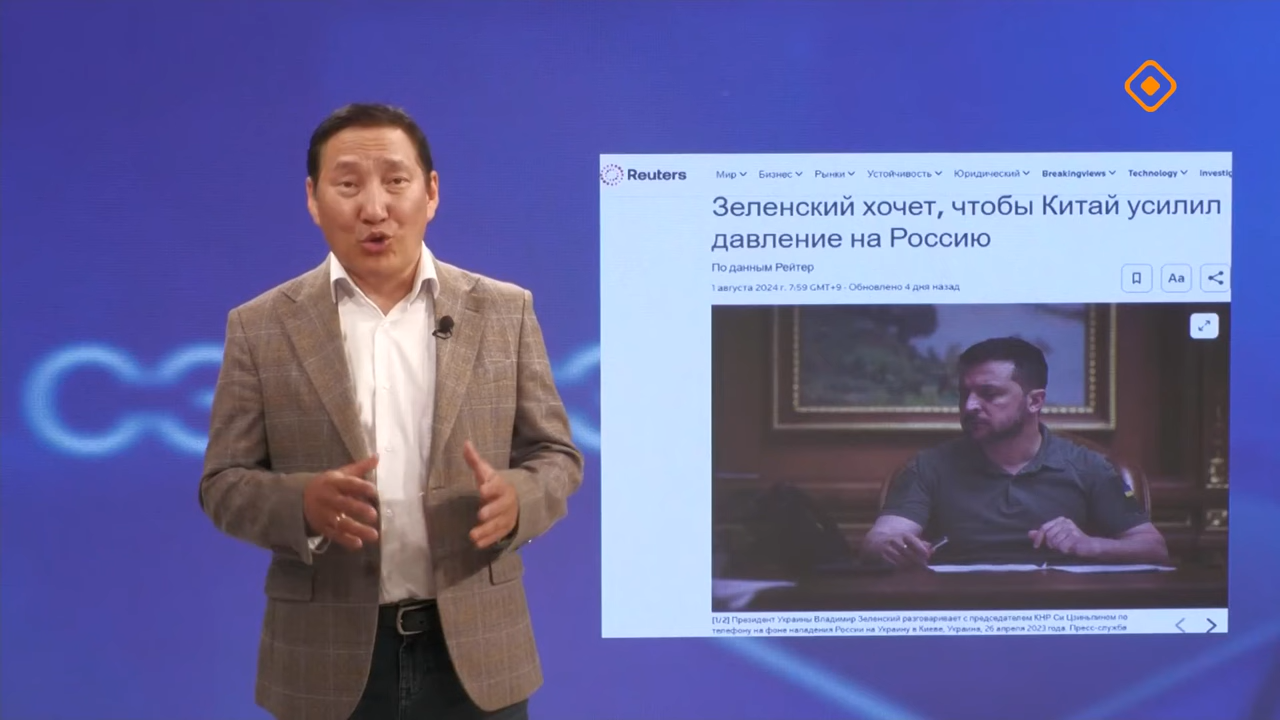 Reuters
Мир Бизнес Рынки Устойчивость Юридический Breakingviews Technology Investig
Зеленский хочет, чтобы Китай усилил
давление на Россию
По данным Рейтер
1 августа 2024 г. 7:59 GMT+9 · Обновлено 4 дня назад
Aa
[1/2] Президент Украины Владимир Зеленский разговаривает с председателем КНР Си Цзиньпином по
телефону на фоне нападения России на Украину в Киеве, Украина, 26 апреля 2023 года. Пресс-служба